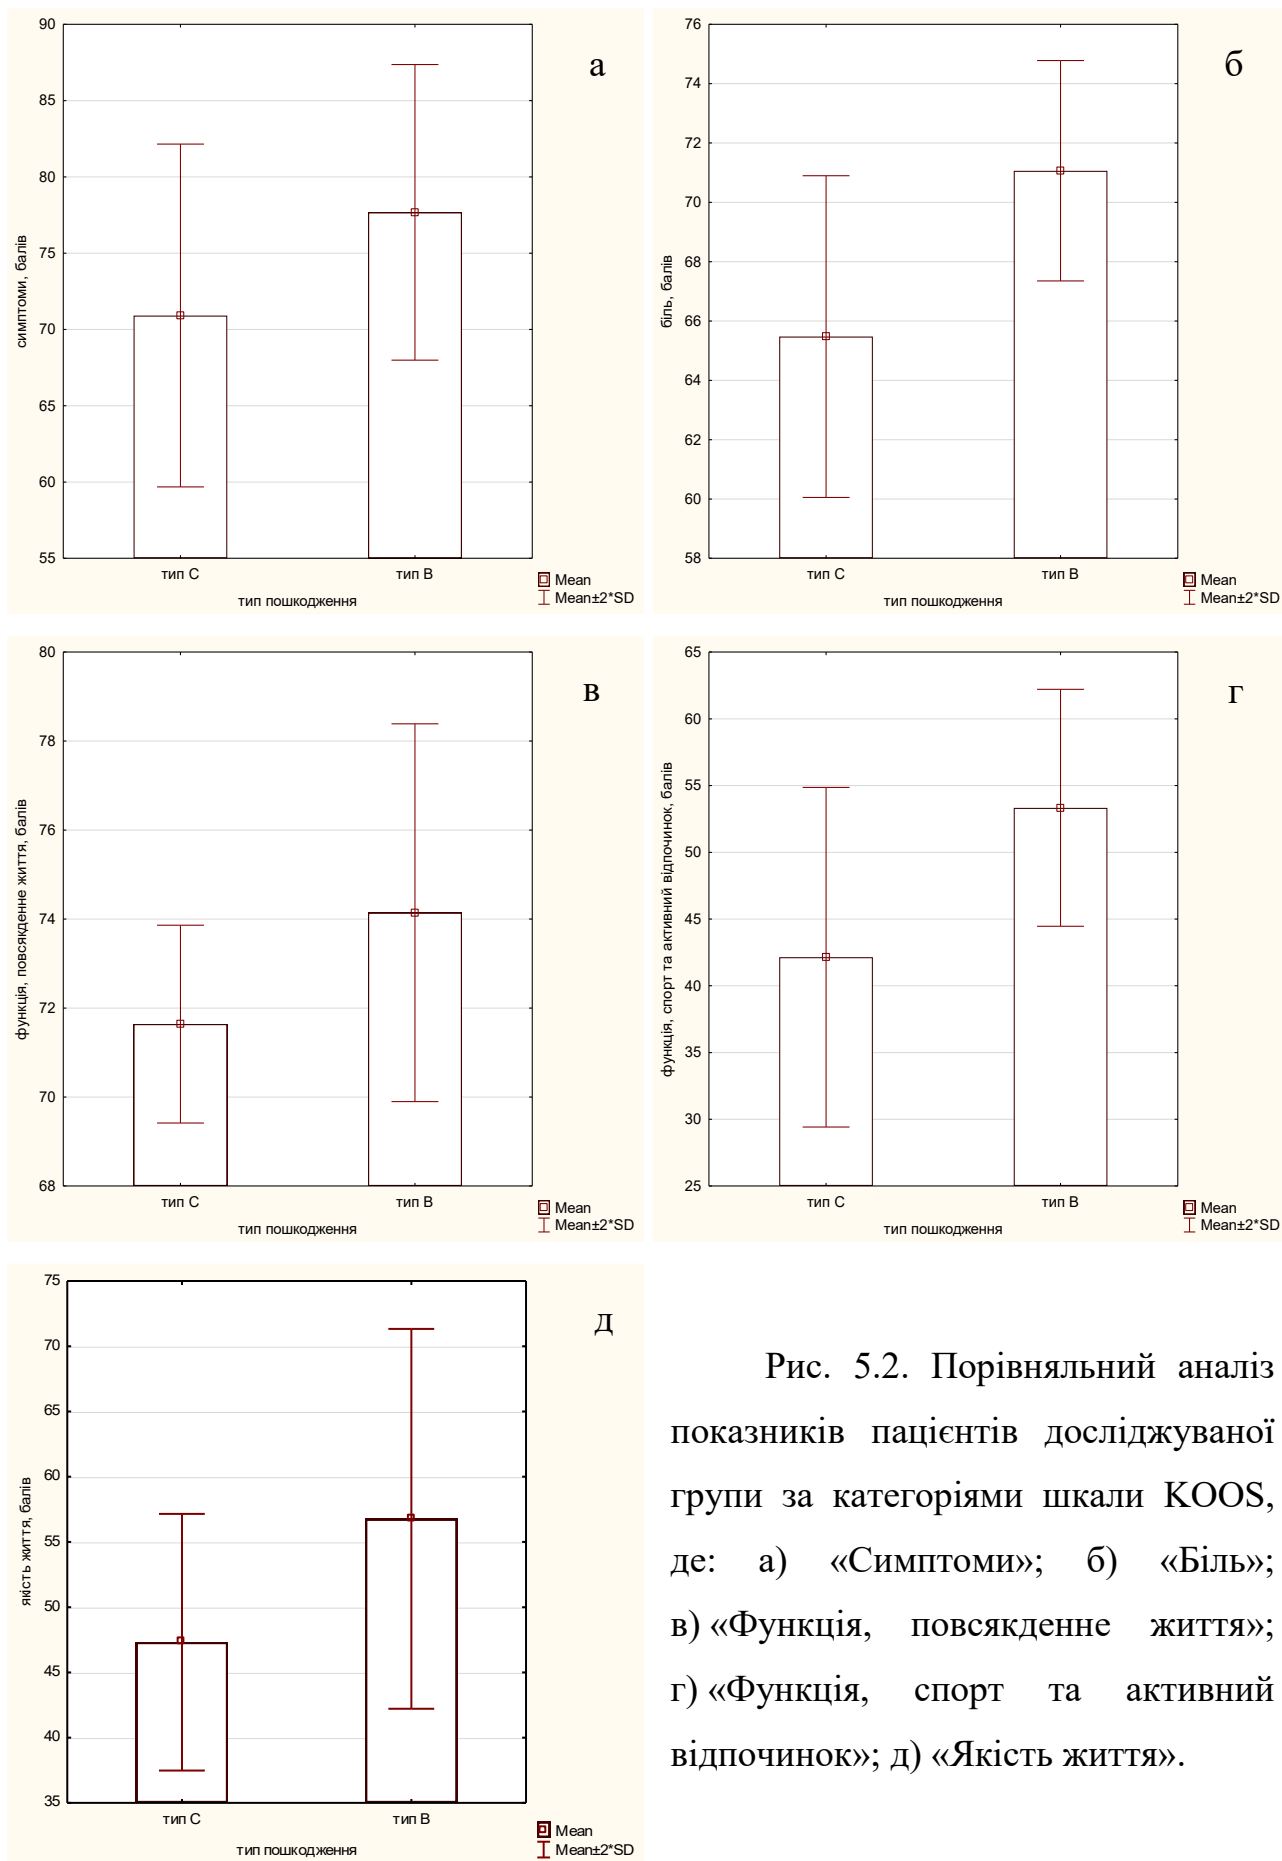 а
90
85
80
75
70
65
60
55
симптоми, балів
тип C
тип B
тип пошкодження
Mean
Mean±2*SD
б
76
74
72
70
68
66
64
62
60
58
біль, балів
тип C
тип B
тип пошкодження
Mean
Mean±2*SD
в
80
78
76
74
72
70
68
функція, повсякденне життя, балів
тип C
тип B
тип пошкодження
Mean
Mean±2*SD
г
65
60
55
50
45
40
35
30
25
функція, спорт та активний відпочинок, балів
тип C
тип B
тип пошкодження
Mean
Mean±2*SD
д
75
70
65
60
55
50
45
40
35
якість життя, балів
тип C
тип B
тип пошкодження
Mean
Mean±2*SD
Рис. 5.2. Порівняльний аналіз
показників пацієнтів досліджуваної
групи за категоріями шкали KOOS,
де: а) «Симптоми»; б) «Біль»;
в) «Функція, повсякденне життя»;
г) «Функція, спорт та активний
відпочинок»; д) «Якість життя».